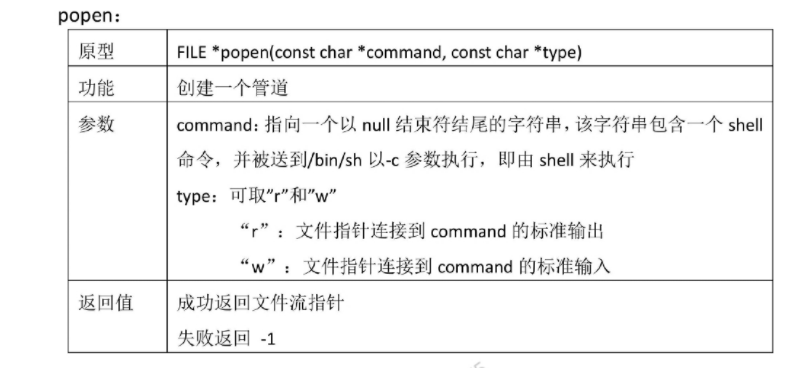 popen：
原型 FILE *popen(const char *command, const char *type)
功能 创建一个管道
参数 command：指向一个以 null 结束符结尾的字符串，该字符串包含一个 shell
命令，并被送到/bin/sh 以-c 参数执行，即由 shell 来执行
type：可取”r”和”w”
“r”：文件指针连接到 command 的标准输出
“w”：文件指针连接到 command 的标准输入
返回值 成功返回文件流指针
失败返回 -1